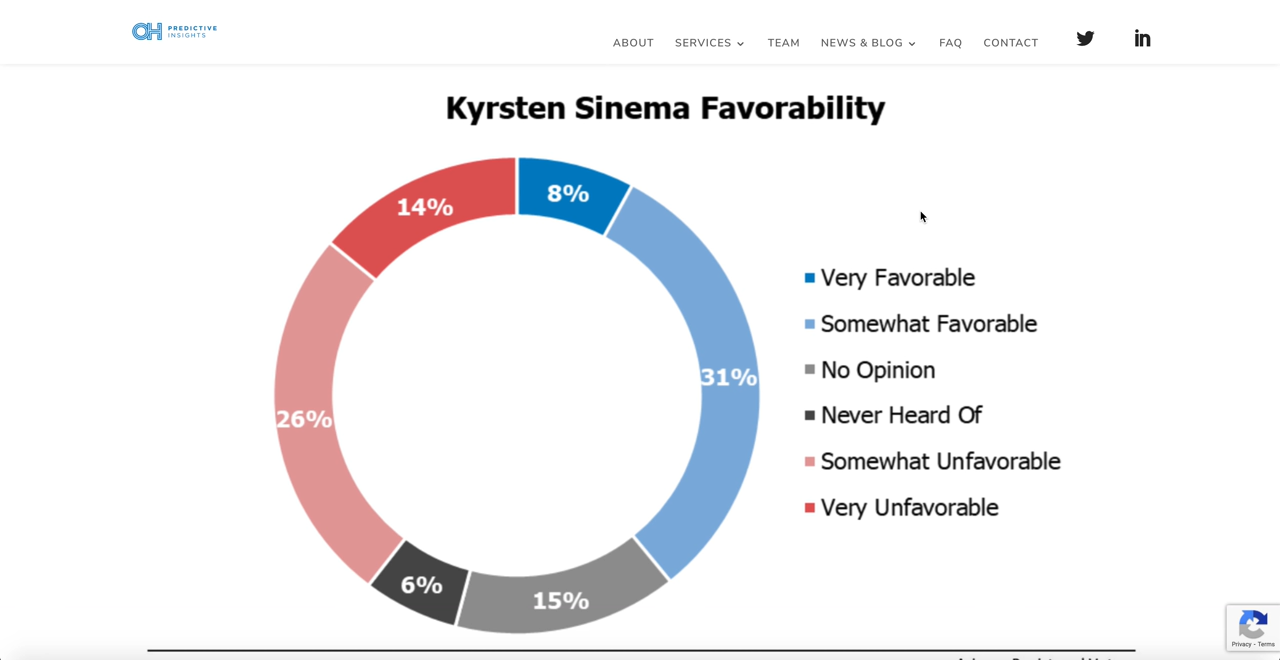 OH PREDICTIVE
INSIGHTS
ABOUT SERVICES TEAM NEWS & BLOG FAQ CONTACT
Kyrsten Sinema Favorability
8%
14%
31%
26%
6%
15%
Very Favorable
Somewhat Favorable
No Opinion
Never Heard Of
Somewhat Unfavorable
Very Unfavorable
Privacy - Terms